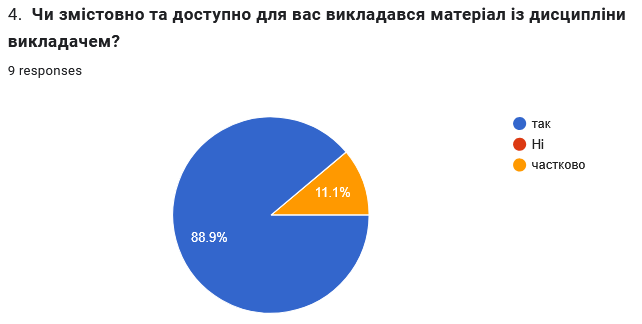 4. Чи змістовно та доступно для вас викладався матеріал із дисципліни
викладачем?
9 responses
так
Ні
частково
11.1%
88.9%